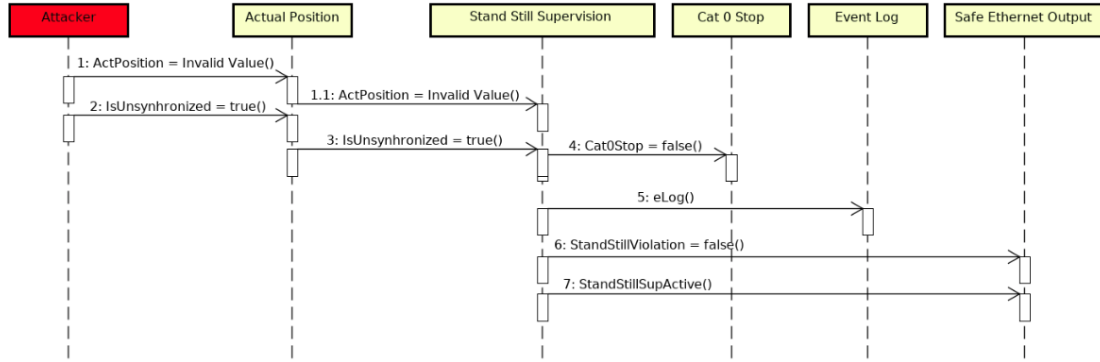 Attacker
Actual Position
Stand Still Supervision
Cat 0 Stop
Event Log
Safe Ethernet Output
1: ActPosition = Invalid Value()
1.1: ActPosition = Invalid Value()
2: IsUnsynhronized = true()
3: IsUnsynhronized = true()
4: Cat0Stop = false()
5: eLog()
6: StandStillViolation = false()
7: StandStillSupActive()